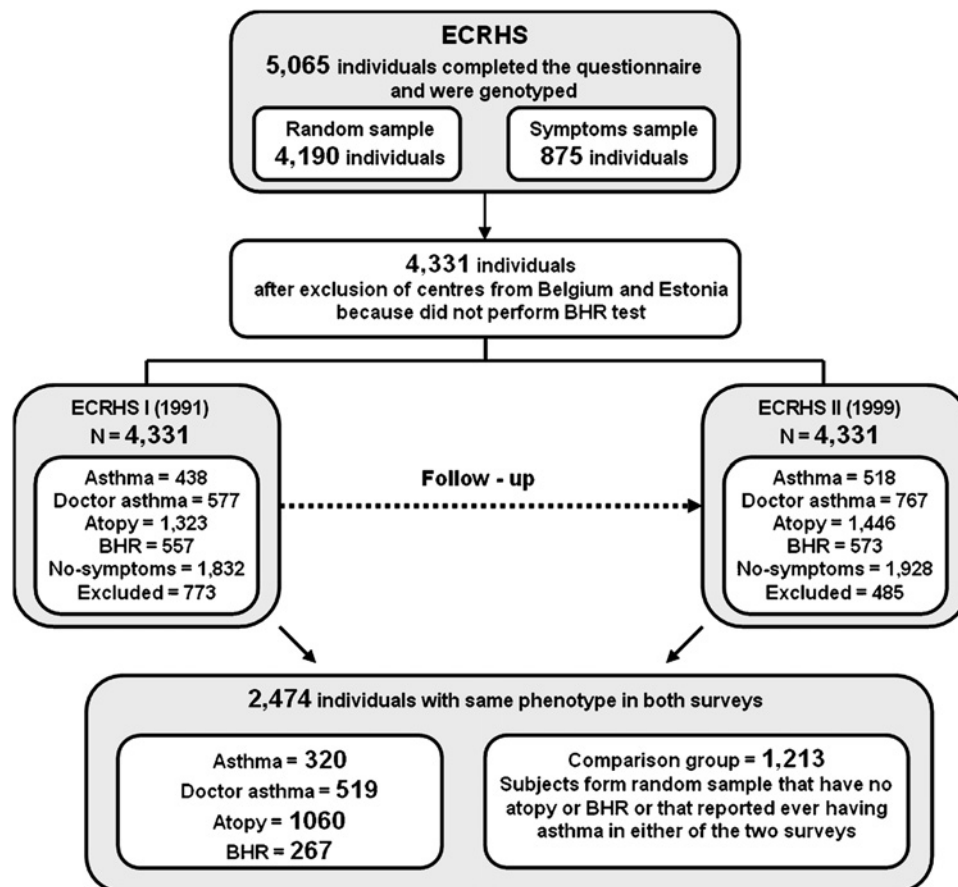 ECRHS
5,065 individuals completed the questionnaire
and were genotyped
Random sample
4,190 individuals
Symptoms sample
875 individuals
4,331 individuals
after exclusion of centres from Belgium and Estonia
because did not perform BHR test
ECRHS I (1991)
N = 4,331
Asthma = 438
Doctor asthma = 577
Atopy = 1,323
BHR = 557
No-symptoms = 1,832
Excluded = 773
Follow - up
ECRHS II (1999)
N = 4,331
Asthma = 518
Doctor asthma = 767
Atopy = 1,446
BHR = 573
No-symptoms = 1,928
Excluded = 485
2,474 individuals with same phenotype in both surveys
Asthma = 320
Doctor asthma = 519
Atopy = 1060
BHR = 267
Comparison group = 1,213
Subjects form random sample that have no
atopy or BHR or that reported ever having
asthma in either of the two surveys